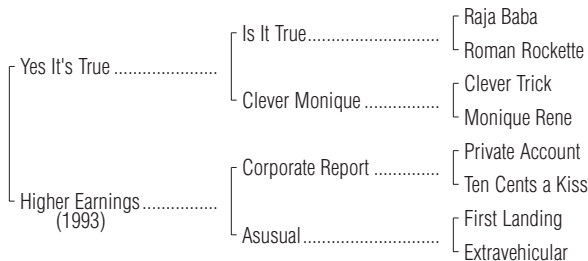 Raja Baba
Is It True
Roman Rockette
Yes It's True
Clever Trick
Clever Monique
Monique Rene
Private Account
Corporate Report
Ten Cents a Kiss
Higher Earnings
(1993)
First Landing
Asusual
Extravehicular